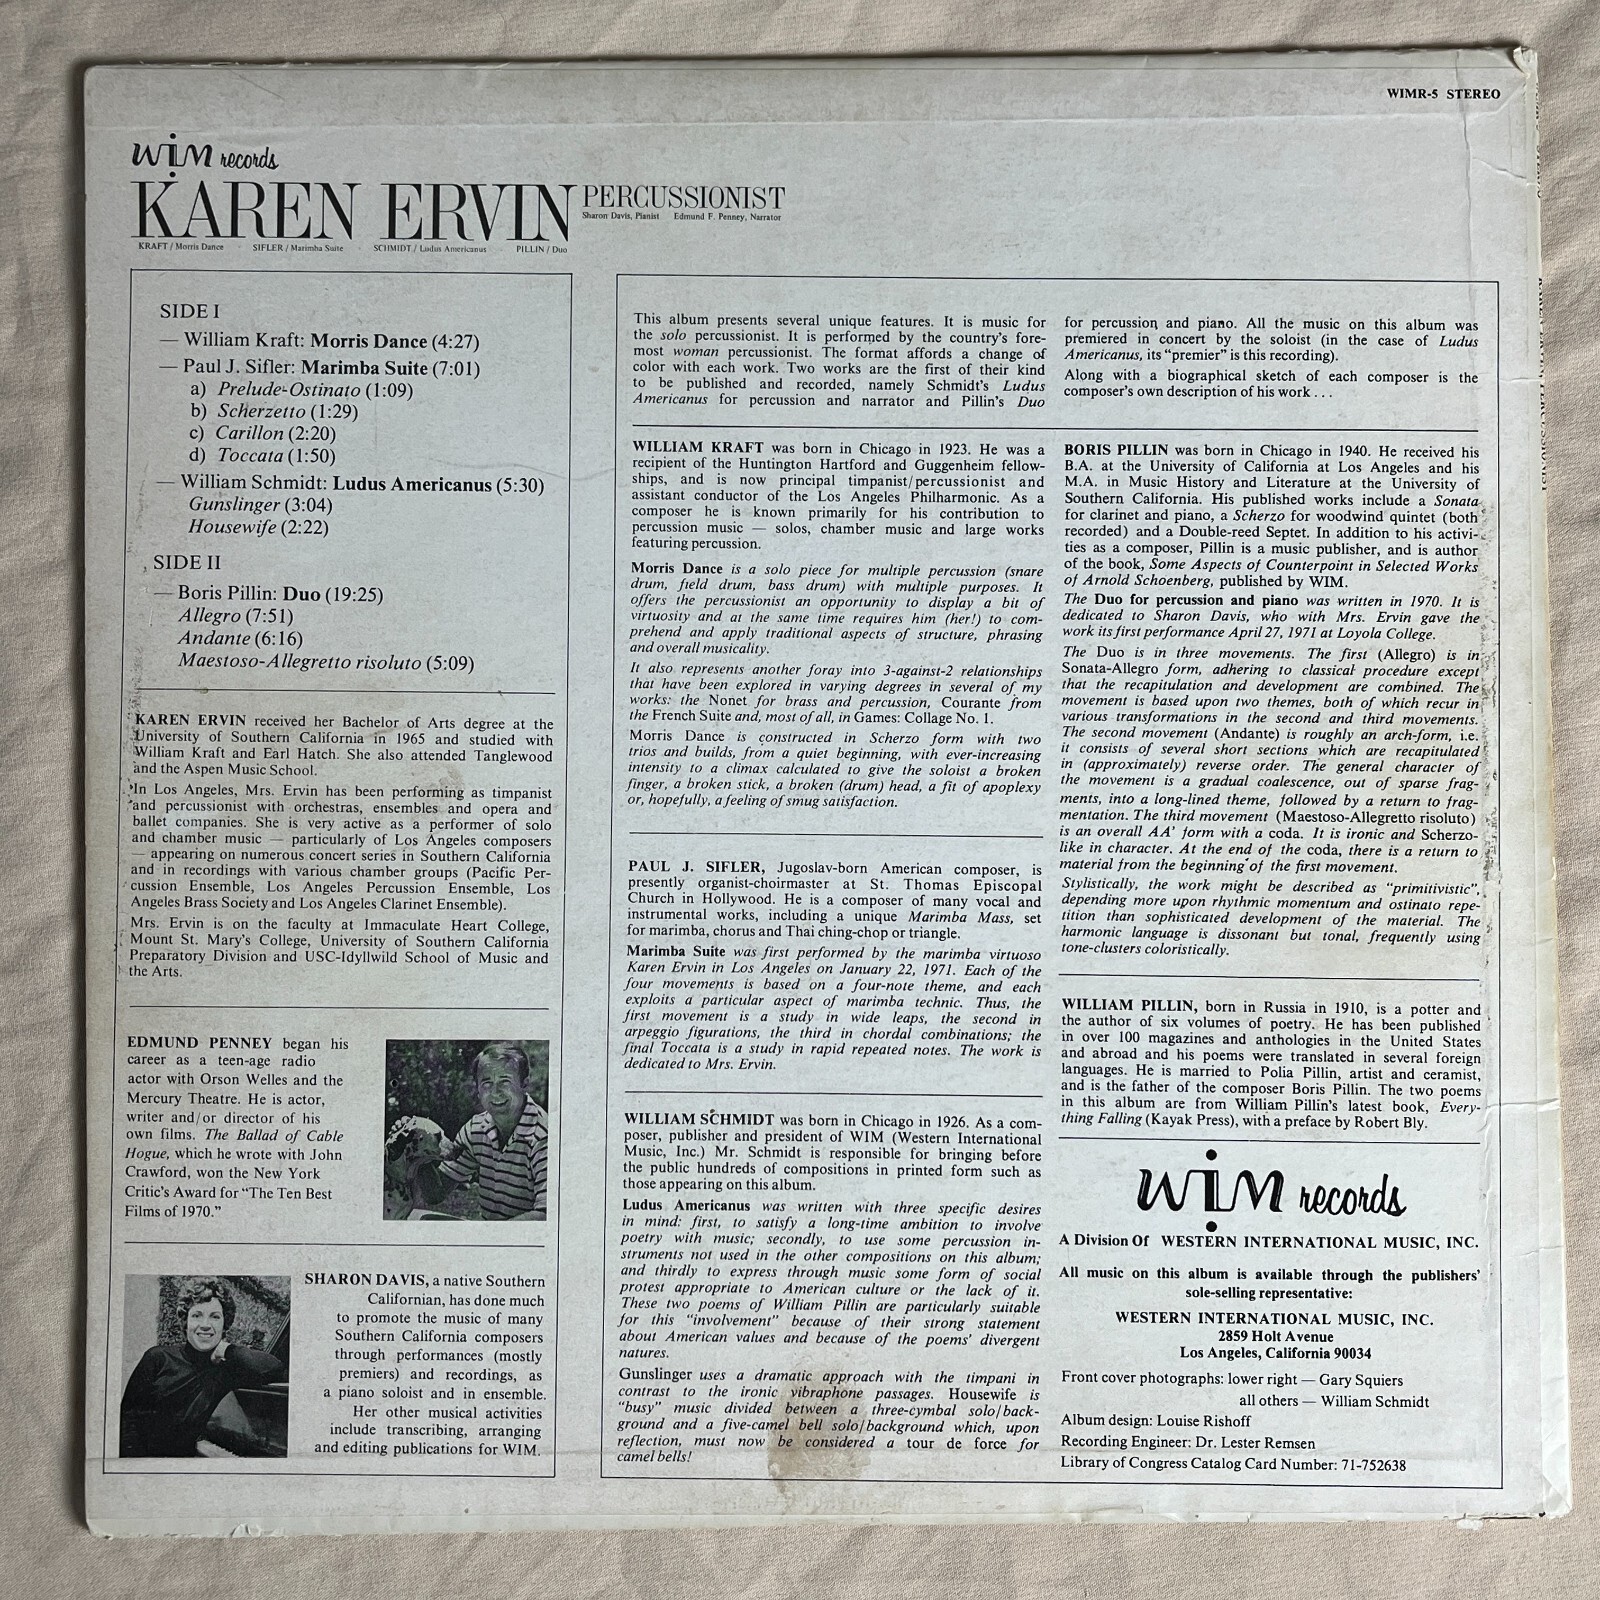 WIMR-5 STEREO
WIM records
KAREN ERVIN PERCUSSIONIST
Sharon Davis, Pianist Edmund F. Penney, Narrator
KRAFT / Morris Dance SIFLER / Marimba Suite SCHMIDT / Ludus Americanus PILLIN / Duo
SIDE I
— William Kraft: Morris Dance (4:27)
— Paul J. Sifler: Marimba Suite (7:01)
a) Prelude-Ostinato (1:09)
b) Scherzetto (1:29)
c) Carillon (2:20)
d) Toccata (1:50)
— William Schmidt: Ludus Americanus (5:30)
Gunslinger (3:04)
Housewife (2:22)
SIDE II
— Boris Pillin: Duo (19:25)
Allegro (7:51)
Andante (6:16)
Maestoso-Allegretto risoluto (5:09)
KAREN ERVIN received her Bachelor of Arts degree at the
University of Southern California in 1965 and studied with
William Kraft and Earl Hatch. She also attended Tanglewood
and the Aspen Music School.
In Los Angeles, Mrs. Ervin has been performing as timpanist
and percussionist with orchestras, ensembles and opera and
ballet companies. She is very active as a performer of solo
and chamber music — particularly of Los Angeles composers
— appearing on numerous concert series in Southern California
and in recordings with various chamber groups (Pacific Per-
cussion Ensemble, Los Angeles Percussion Ensemble, Los
Angeles Brass Society and Los Angeles Clarinet Ensemble).
Mrs. Ervin is on the faculty at Immaculate Heart College,
Mount St. Mary's College, University of Southern California
Preparatory Division and USC-Idyllwild School of Music and
the Arts.
EDMUND PENNEY began his
career as a teen-age radio
actor with Orson Welles and the
Mercury Theatre. He is actor,
writer and/or director of his
own films. The Ballad of Cable
Hogue, which he wrote with John
Crawford, won the New York
Critic's Award for "The Ten Best
Films of 1970."
SHARON DAVIS, a native Southern
Californian, has done much
to promote the music of many
Southern California composers
through performances (mostly
premiers) and recordings, as
a piano soloist and in ensemble.
Her other musical activities
include transcribing, arranging
and editing publications for WIM.
This album presents several unique features. It is music for
the solo percussionist. It is performed by the country's fore-
most woman percussionist. The format affords a change of
color with each work. Two works are the first of their kind
to be published and recorded, namely Schmidt's Ludus
Americanus for percussion and narrator and Pillin's Duo
for percussion and piano. All the music on this album was
premiered in concert by the soloist (in the case of Ludus
Americanus, its "premier" is this recording).
Along with a biographical sketch of each composer is the
composer's own description of his work . . .
WILLIAM KRAFT was born in Chicago in 1923. He was a
recipient of the Huntington Hartford and Guggenheim fellow-
ships, and is now principal timpanist/percussionist and
assistant conductor of the Los Angeles Philharmonic. As a
composer he is known primarily for his contribution to
percussion music — solos, chamber music and large works
featuring percussion.
Morris Dance is a solo piece for multiple percussion (snare
drum, field drum, bass drum) with multiple purposes. It
offers the percussionist an opportunity to display a bit of
virtuosity and at the same time requires him (her!) to com-
prehend and apply traditional aspects of structure, phrasing
and overall musicality.
It also represents another foray into 3-against-2 relationships
that have been explored in varying degrees in several of my
works: the Nonet for brass and percussion, Courante from
the French Suite and, most of all, in Games: Collage No. 1.
Morris Dance is constructed in Scherzo form with two
trios and builds, from a quiet beginning, with ever-increasing
intensity to a climax calculated to give the soloist a broken
finger, a broken stick, a broken (drum) head, a fit of apoplexy
or, hopefully, a feeling of smug satisfaction.
PAUL J. SIFLER, Jugoslav-born American composer, is
presently organist-choirmaster at St. Thomas Episcopal
Church in Hollywood. He is a composer of many vocal and
instrumental works, including a unique Marimba Mass, set
for marimba, chorus and Thai ching-chop or triangle.
Marimba Suite was first performed by the marimba virtuoso
Karen Ervin in Los Angeles on January 22, 1971. Each of the
four movements is based on a four-note theme, and each
exploits a particular aspect of marimba technic. Thus, the
first movement is a study in wide leaps, the second in
arpeggio figurations, the third in chordal combinations; the
final Toccata is a study in rapid repeated notes. The work is
dedicated to Mrs. Ervin.
WILLIAM SCHMIDT was born in Chicago in 1926. As a com-
poser, publisher and president of WIM (Western International
Music, Inc.) Mr. Schmidt is responsible for bringing before
the public hundreds of compositions in printed form such as
those appearing on this album.
Ludus Americanus was written with three specific desires
in mind: first, to satisfy a long-time ambition to involve
poetry with music; secondly, to use some percussion in-
struments not used in the other compositions on this album;
and thirdly to express through music some form of social
protest appropriate to American culture or the lack of it.
These two poems of William Pillin are particularly suitable
for this "involvement" because of their strong statement
about American values and because of the poems' divergent
natures.
Gunslinger uses a dramatic approach with the timpani in
contrast to the ironic vibraphone passages. Housewife is
"busy" music divided between a three-cymbal solo/back-
ground and a five-camel bell solo/background which, upon
reflection, must now be considered a tour de force for
camel bells!
BORIS PILLIN was born in Chicago in 1940. He received his
B.A. at the University of California at Los Angeles and his
M.A. in Music History and Literature at the University of
Southern California. His published works include a Sonata
for clarinet and piano, a Scherzo for woodwind quintet (both
recorded) and a Double-reed Septet. In addition to his activi-
ties as a composer, Pillin is a music publisher, and is author
of the book, Some Aspects of Counterpoint in Selected Works
of Arnold Schoenberg, published by WIM.
The Duo for percussion and piano was written in 1970. It is
dedicated to Sharon Davis, who with Mrs. Ervin gave the
work its first performance April 27, 1971 at Loyola College.
The Duo is in three movements. The first (Allegro) is in
Sonata-Allegro form, adhering to classical procedure except
that the recapitulation and development are combined. The
movement is based upon two themes, both of which recur in
various transformations in the second and third movements.
The second movement (Andante) is roughly an arch-form, i.e.
it consists of several short sections which are recapitulated
in (approximately) reverse order. The general character of
the movement is a gradual coalescence, out of sparse frag-
ments, into a long-lined theme, followed by a return to frag-
mentation. The third movement (Maestoso-Allegretto risoluto)
is an overall AA' form with a coda. It is ironic and Scherzo-
like in character. At the end of the coda, there is a return to
material from the beginning of the first movement.
Stylistically, the work might be described as "primitivistic",
depending more upon rhythmic momentum and ostinato repe-
tition than sophisticated development of the material. The
harmonic language is dissonant but tonal, frequently using
tone-clusters coloristically.
WILLIAM PILLIN, born in Russia in 1910, is a potter and
the author of six volumes of poetry. He has been published
in over 100 magazines and anthologies in the United States
and abroad and his poems were translated in several foreign
languages. He is married to Polia Pillin, artist and ceramist,
and is the father of the composer Boris Pillin. The two poems
in this album are from William Pillin's latest book, Every-
thing Falling (Kayak Press), with a preface by Robert Bly.
WIM records
A Division Of WESTERN INTERNATIONAL MUSIC, INC.
All music on this album is available through the publishers'
sole-selling representative:
WESTERN INTERNATIONAL MUSIC, INC.
2859 Holt Avenue
Los Angeles, California 90034
Front cover photographs: lower right — Gary Squiers
all others — William Schmidt
Album design: Louise Rishoff
Recording Engineer: Dr. Lester Remsen
Library of Congress Catalog Card Number: 71-752638